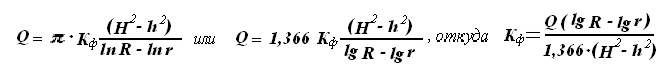 Q = π · Kф (H² - h²) / (ln R - ln r) или Q = 1,366 Kф (H² - h²) / (lg R - lg r) , откуда Kф = Q ( lg R - lg r) / 1,366·(H² - h²)